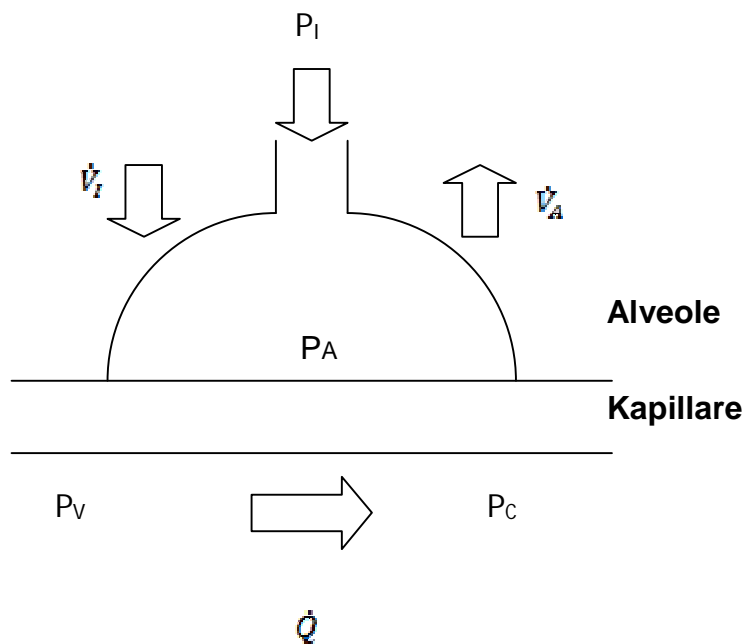 P_I
V̇_I
V̇_A
Alveole
P_A
Kapillare
P_V
P_C
Q̇